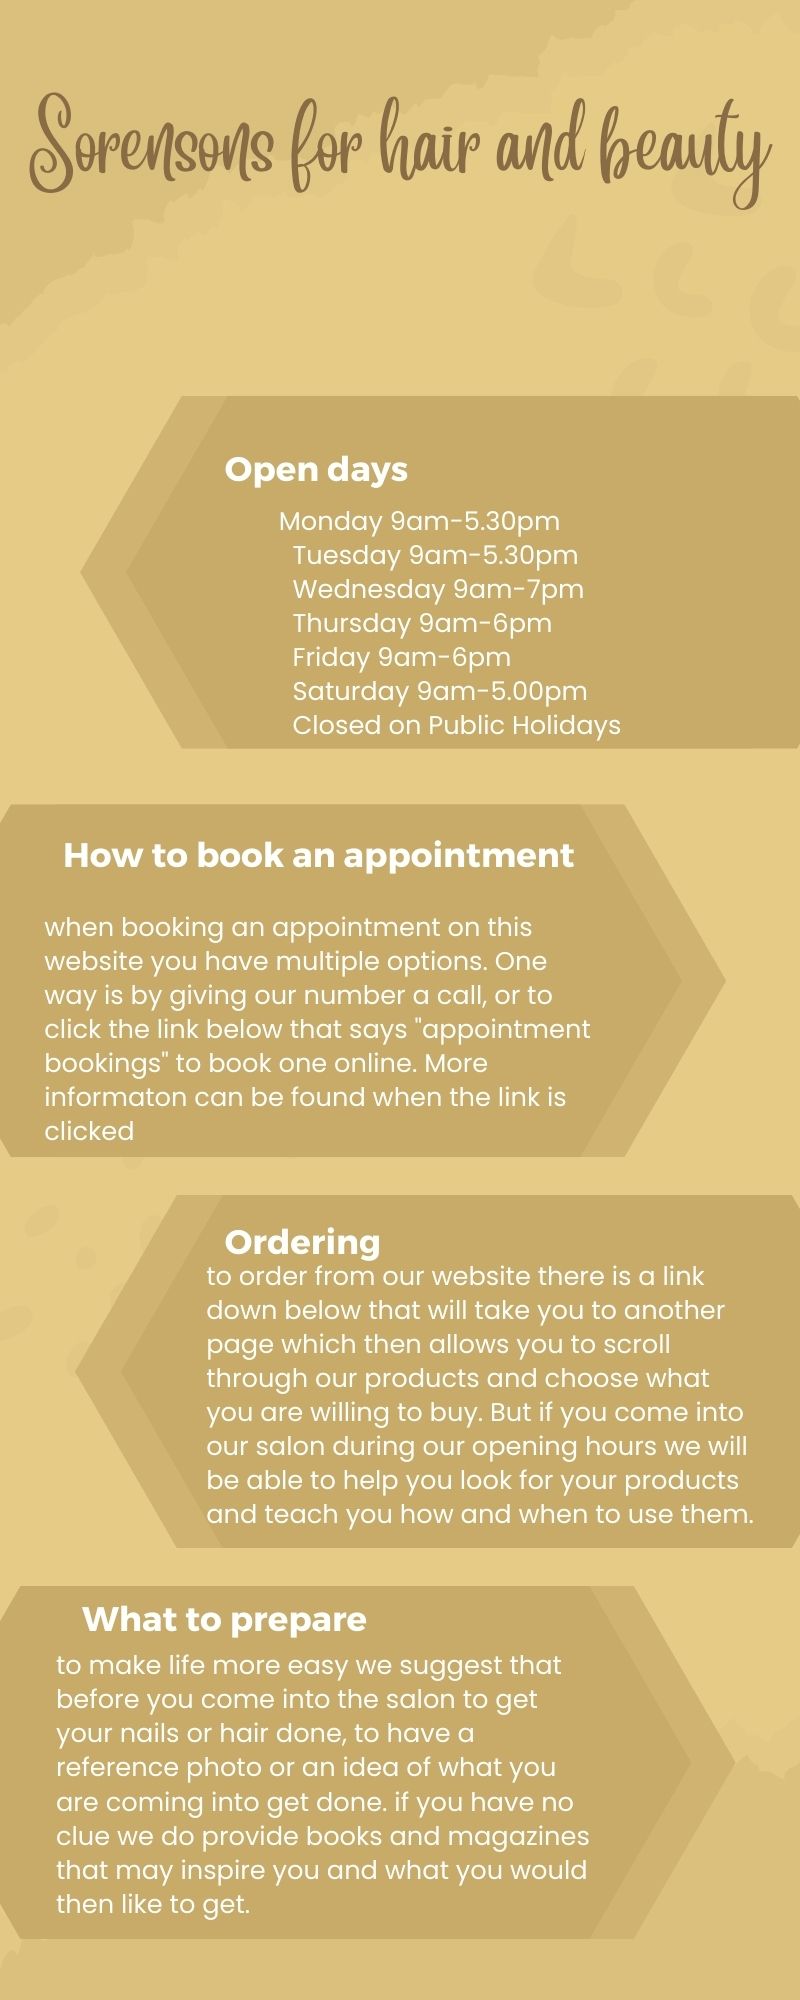 Sorensons for hair and beauty
Open days
Monday 9am-5.30pm
Tuesday 9am-5.30pm
Wednesday 9am-7pm
Thursday 9am-6pm
Friday 9am-6pm
Saturday 9am-5.00pm
Closed on Public Holidays
How to book an appointment
when booking an appointment on this
website you have multiple options. One
way is by giving our number a call, or to
click the link below that says "appointment
bookings" to book one online. More
informaton can be found when the link is
clicked
Ordering
to order from our website there is a link
down below that will take you to another
page which then allows you to scroll
through our products and choose what
you are willing to buy. But if you come into
our salon during our opening hours we will
be able to help you look for your products
and teach you how and when to use them.
What to prepare
to make life more easy we suggest that
before you come into the salon to get
your nails or hair done, to have a
reference photo or an idea of what you
are coming into get done. if you have no
clue we do provide books and magazines
that may inspire you and what you would
then like to get.